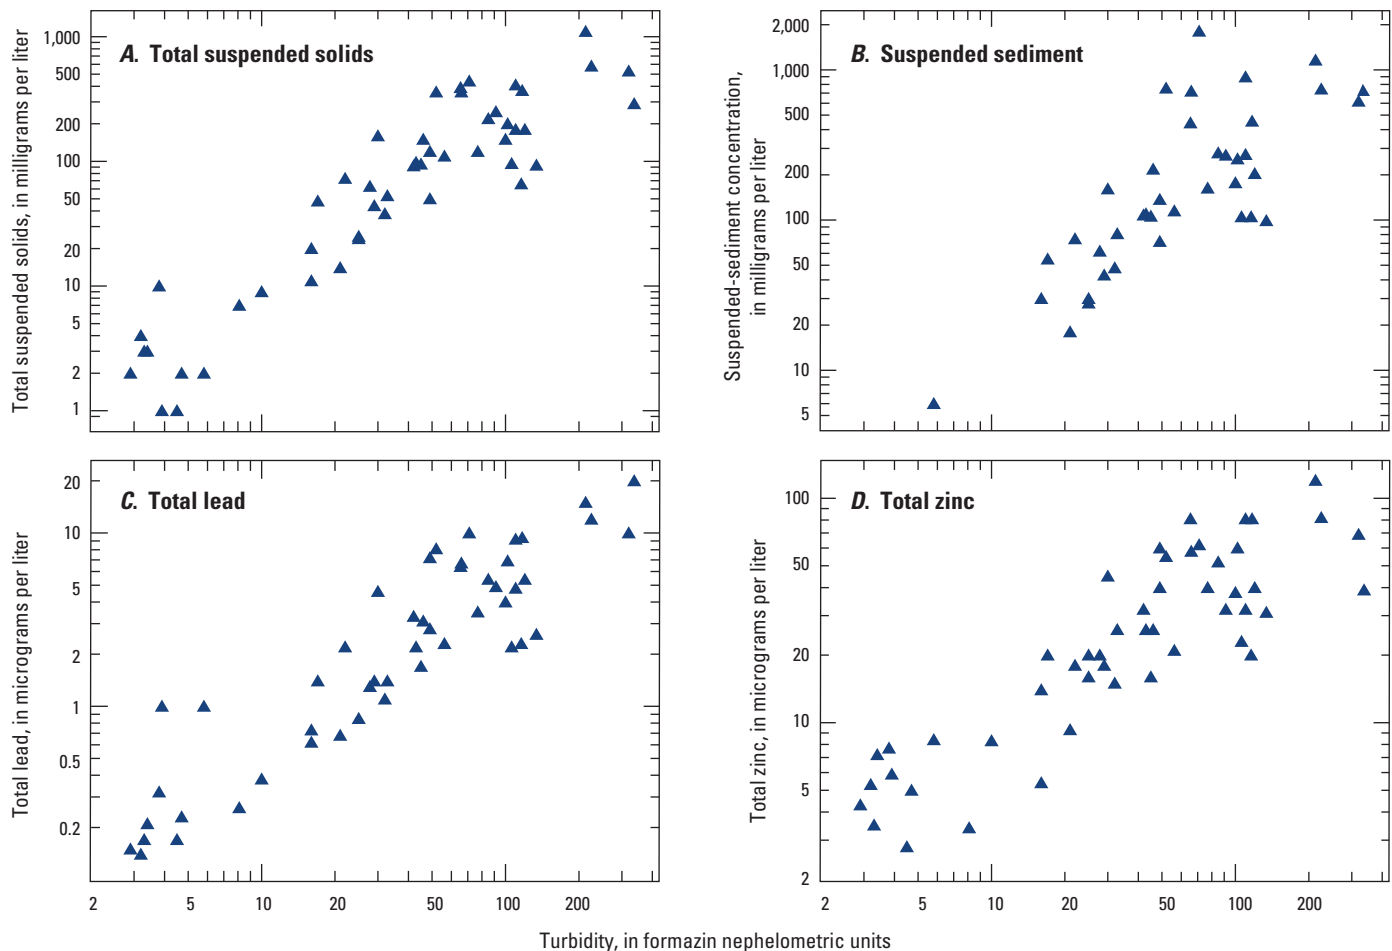 A. Total suspended solids
Total suspended solids, in milligrams per liter
1,000
500
200
100
50
20
10
5
2
1
B. Suspended sediment
Suspended-sediment concentration,
in milligrams per liter
2,000
1,000
500
200
100
50
20
10
5
C. Total lead
Total lead, in micrograms per liter
20
10
5
2
1
0.5
0.2
2 5 10 20 50 100 200
D. Total zinc
Total zinc, in micrograms per liter
100
50
20
10
5
2
2 5 10 20 50 100 200
Turbidity, in formazin nephelometric units